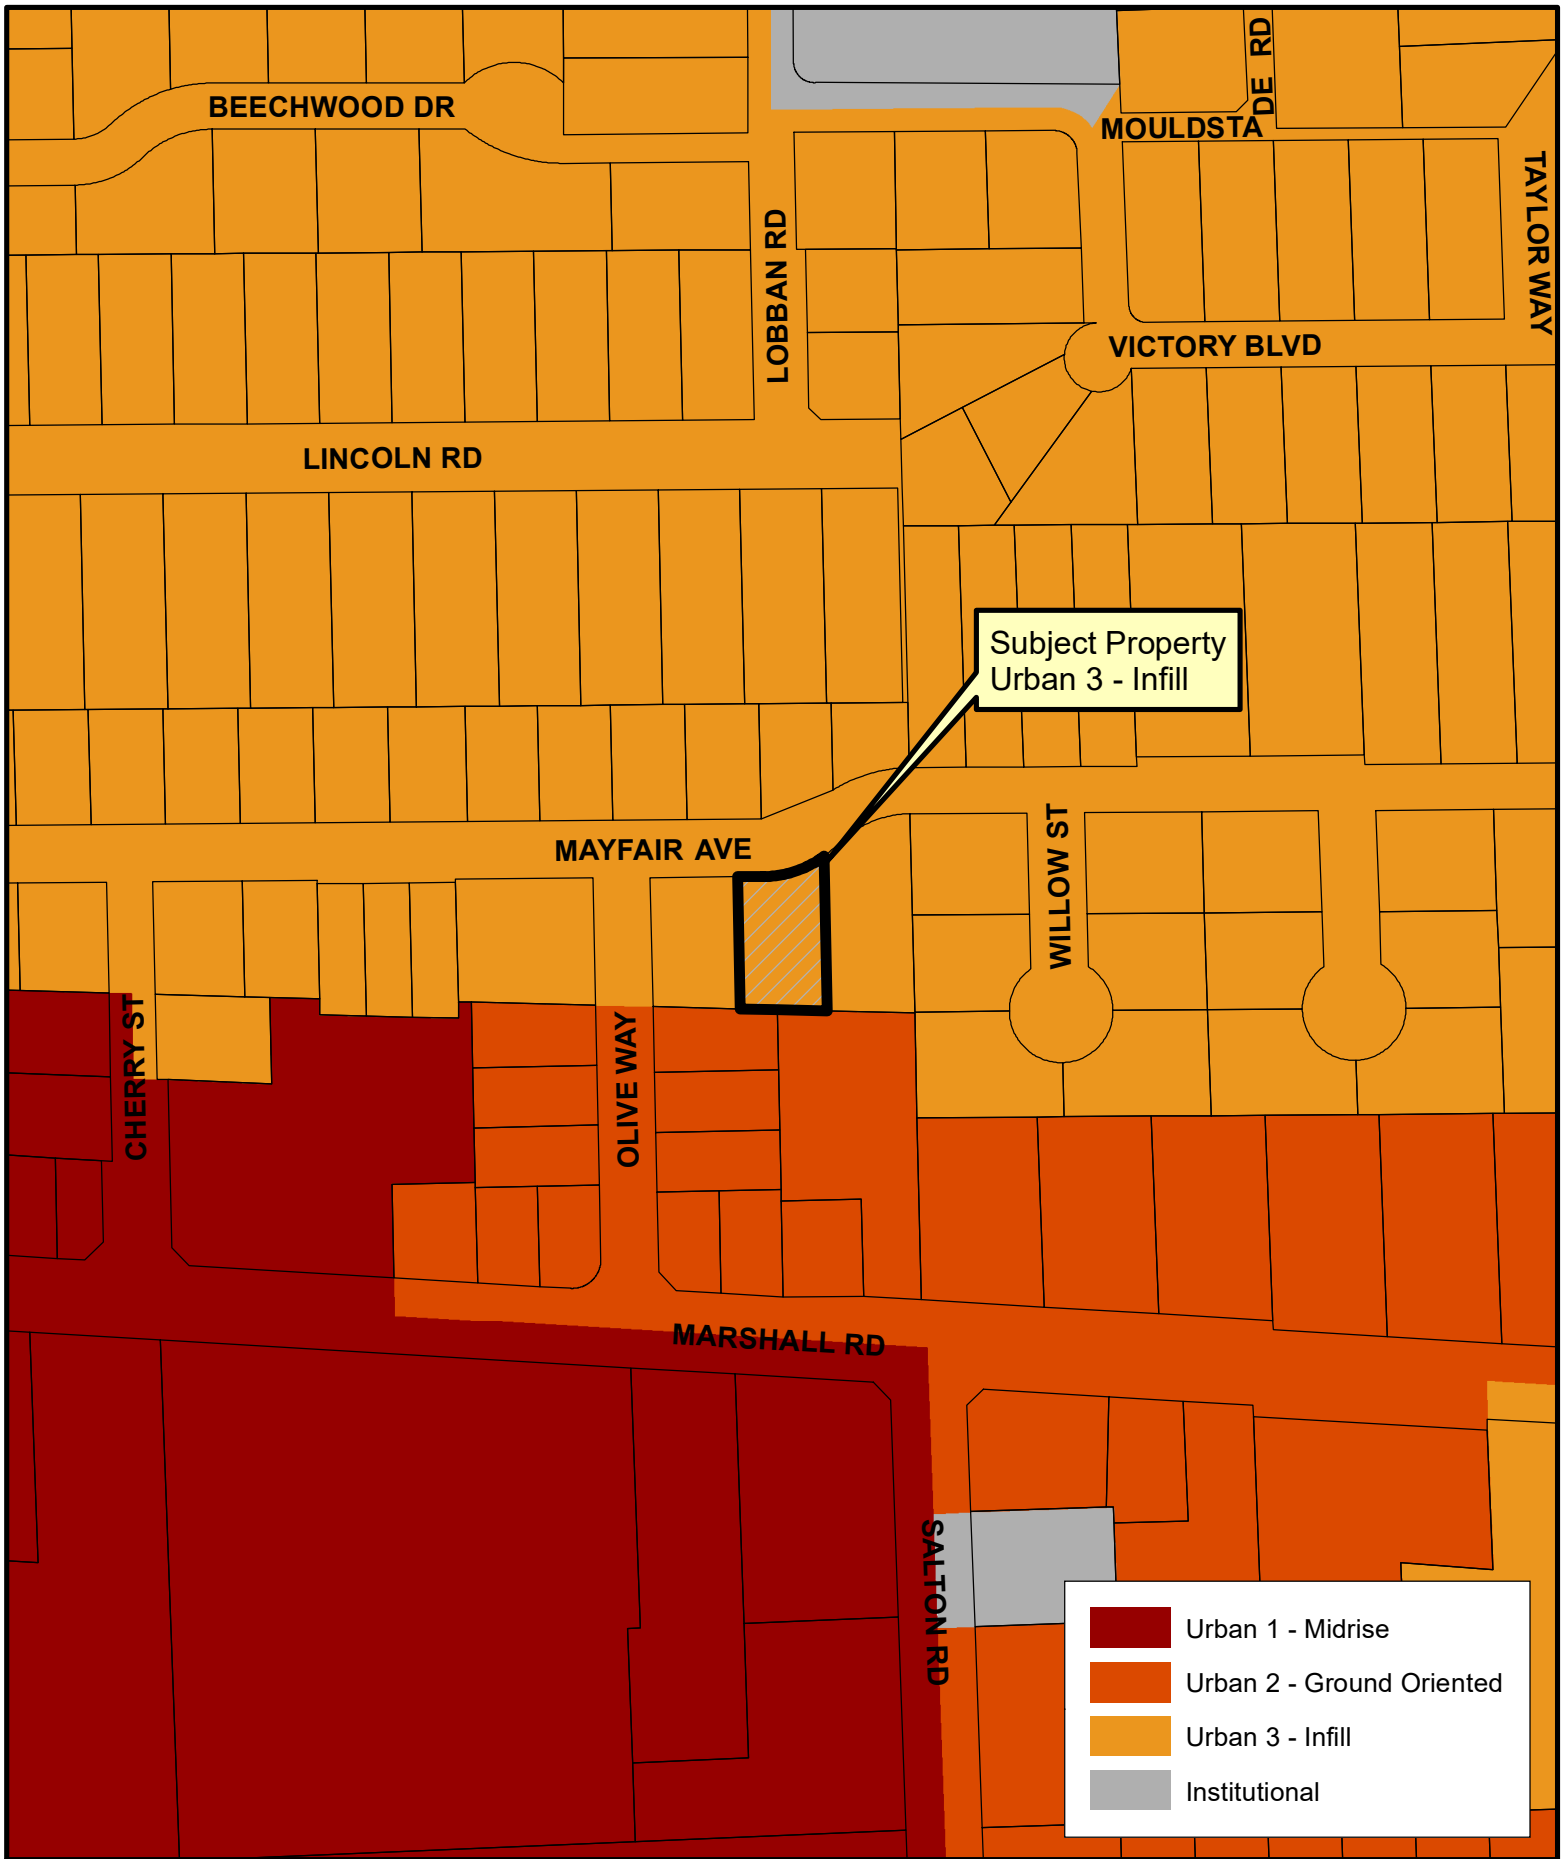 BEECHWOOD DR
MOULDSTADE RD
TAYLOR WAY
LOBBAN RD
VICTORY BLVD
LINCOLN RD
Subject Property
Urban 3 - Infill
MAYFAIR AVE
WILLOW ST
CHERRY ST
OLIVE WAY
MARSHALL RD
SALTON RD
Urban 1 - Midrise
Urban 2 - Ground Oriented
Urban 3 - Infill
Institutional